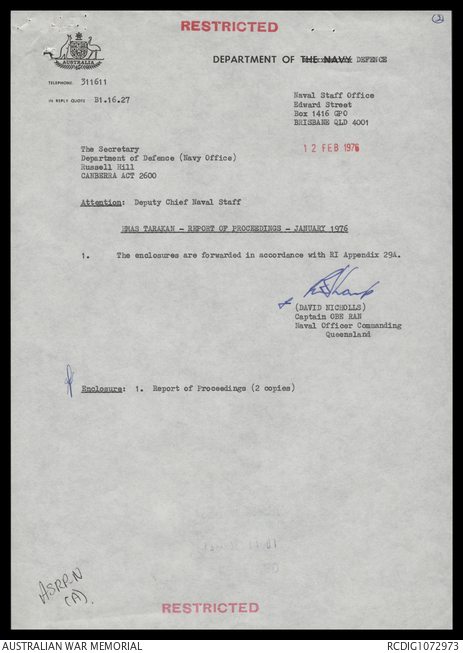 RESTRICTED
(3)
AUSTRALIA
DEPARTMENT OF THE NAVY DEFENCE
TELEPHONE 311611
IN REPLY QUOTE B1.16.27
Naval Staff Office
Edward Street
Box 1416 GPO
BRISBANE QLD 4001
12 FEB 1976
The Secretary
Department of Defence (Navy Office)
Russell Hill
CANBERRA ACT 2600
Attention: Deputy Chief Naval Staff
HMAS TARAKAN - REPORT OF PROCEEDINGS - JANUARY 1976
1. The enclosures are forwarded in accordance with RI Appendix 29A.
(DAVID NICHOLLS)
Captain OBE RAN
Naval Officer Commanding
Queensland
Enclosure: 1. Report of Proceedings (2 copies)
HSRRN
(A).
RESTRICTED
AUSTRALIAN WAR MEMORIAL
RCDIG1072973